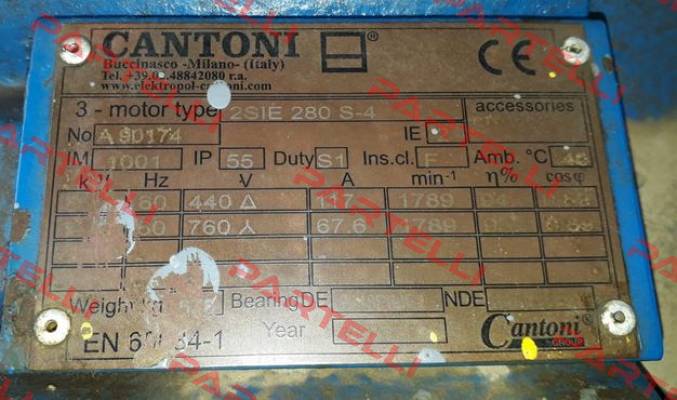 CANTONI ®
CE
Buccinasco -Milano- (Italy)
Tel. +39.02.48842080 r.a.
www.elektropol-cantoni.com
3 - motor type 2SIE 280 S-4 accessories
No A 90174 IE
IM 1001 IP 55 Duty S1 Ins.cl. F Amb. °C
Hz V A min-1 η% cosφ
60 440 Δ 117 1789
60 760 人 67.6 1789
Weight kg Bearing DE NDE
EN 60034-1 Year
Cantoni®
GROUP
PARTELLI